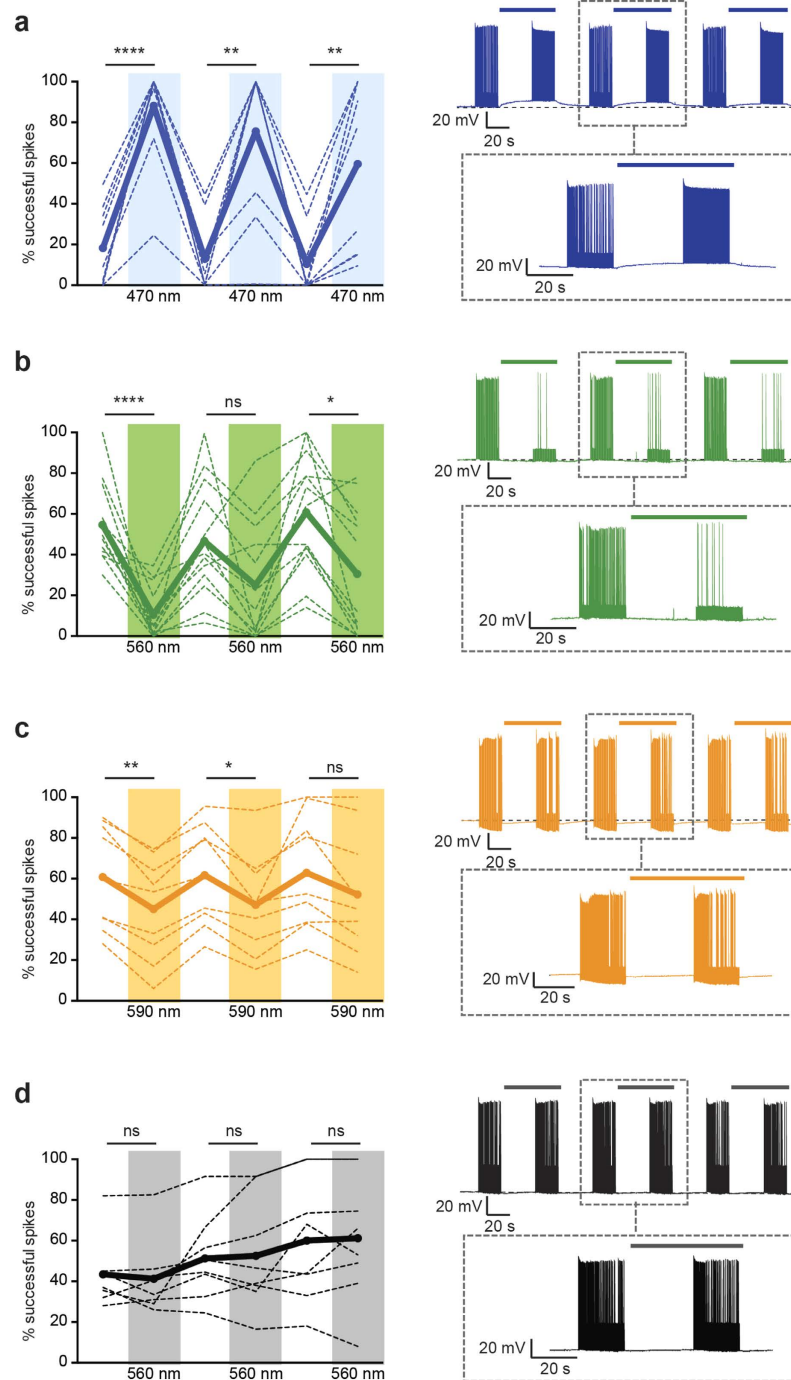 a
**** ** **
100
80
60
40
20
0
% successful spikes
470 nm 470 nm 470 nm
20 mV
20 s
20 mV
20 s
b
**** ns *
100
80
60
40
20
0
% successful spikes
560 nm 560 nm 560 nm
20 mV
20 s
20 mV
20 s
c
** * ns
100
80
60
40
20
0
% successful spikes
590 nm 590 nm 590 nm
20 mV
20 s
20 mV
20 s
d
ns ns ns
100
80
60
40
20
0
% successful spikes
560 nm 560 nm 560 nm
20 mV
20 s
20 mV
20 s